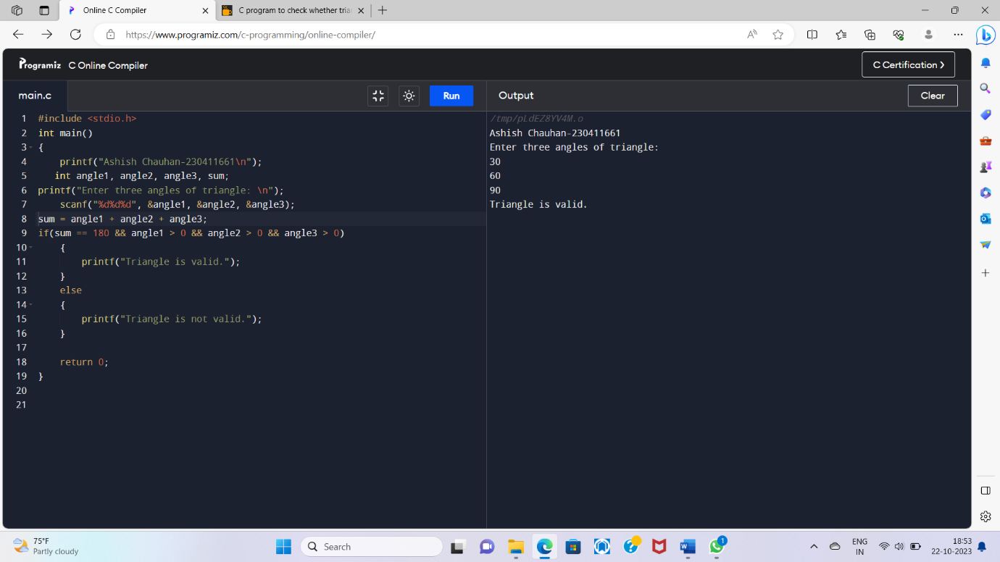 Online C Compiler
C program to check whether tria
https://www.programiz.com/c-programming/online-compiler/
Programiz C Online Compiler
C Certification >
main.c
Run
Output
Clear
1 #include <stdio.h>
2 int main()
3 {
4 printf("Ashish Chauhan-230411661\n");
5 int angle1, angle2, angle3, sum;
6 printf("Enter three angles of triangle: \n");
7 scanf("%d%d%d", &angle1, &angle2, &angle3);
8 sum = angle1 + angle2 + angle3;
9 if(sum == 180 && angle1 > 0 && angle2 > 0 && angle3 > 0)
10 {
11 printf("Triangle is valid.");
12 }
13 else
14 {
15 printf("Triangle is not valid.");
16 }
17
18 return 0;
19 }
20
21
/tmp/pLdEZ8YV4M.o
Ashish Chauhan-230411661
Enter three angles of triangle:
30
60
90
Triangle is valid.
75°F
Partly cloudy
Search
1
ENG
IN
18:53
22-10-2023